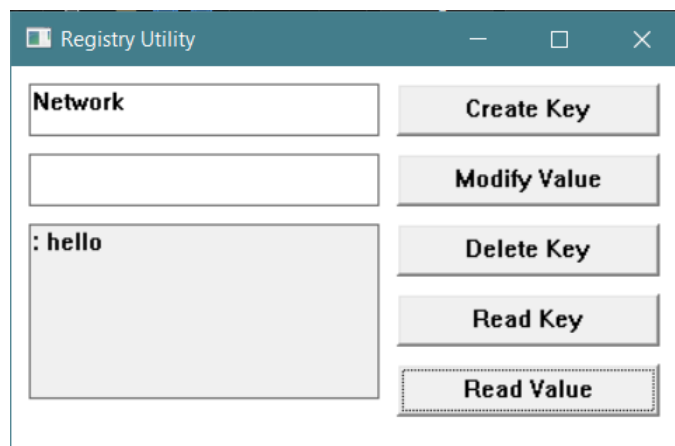 Registry Utility
Network
Create Key
Modify Value
: hello
Delete Key
Read Key
Read Value